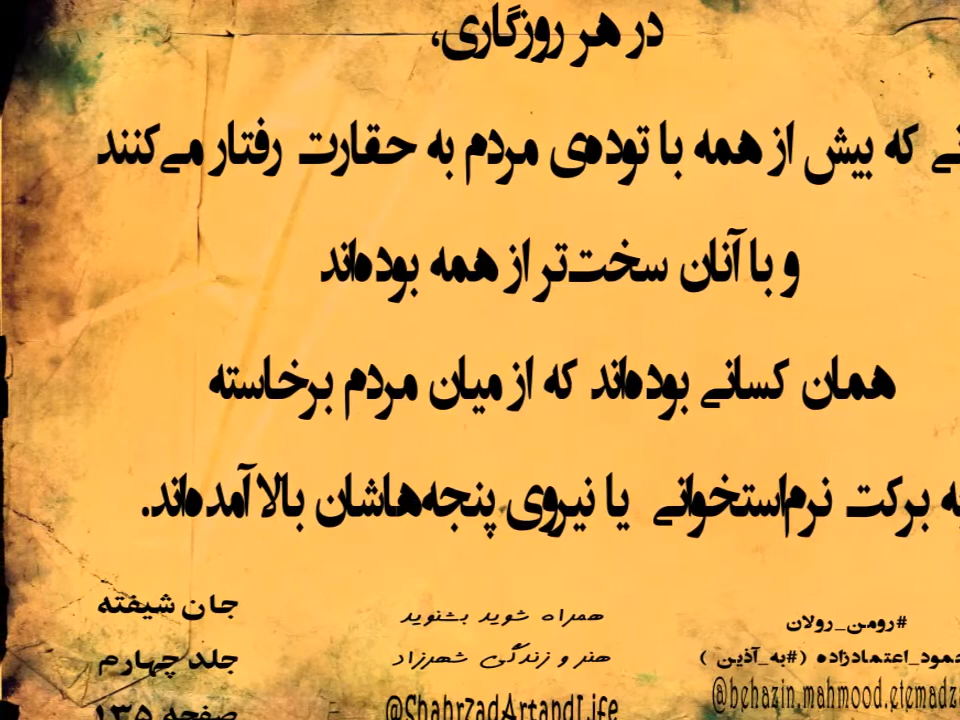 در هر روزگاری،
که بیش از همه با توده‌ی مردم به حقارت رفتار می‌کنند
و با آنان سخت‌تر از همه بوده‌اند
همان کسانی بوده‌اند که از میان مردم برخاسته
به برکت نرم‌استخوانی یا نیروی پنجه‌هاشان بالا آمده‌اند.
#رومن_رولان
(#به_آذین)
@behazin.mahmood.etemadza
همراه شوید بشنوید
هنر و زندگی شهرزاد
@ShahrZadArtandLife
جان شیفته
جلد چهارم
صفحه ۱۳۵